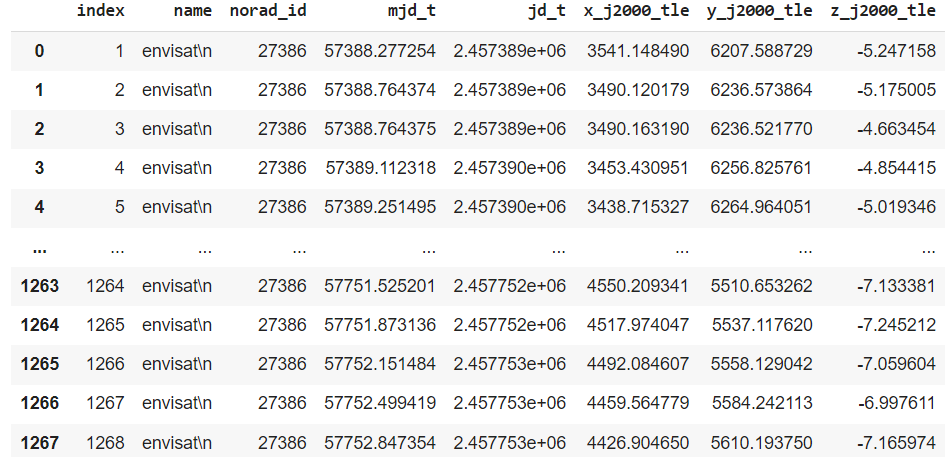 index name norad_id mjd_t jd_t x_j2000_tle y_j2000_tle z_j2000_tle
0 1 envisat\n 27386 57388.277254 2.457389e+06 3541.148490 6207.588729 -5.247158
1 2 envisat\n 27386 57388.764374 2.457389e+06 3490.120179 6236.573864 -5.175005
2 3 envisat\n 27386 57388.764375 2.457389e+06 3490.163190 6236.521770 -4.663454
3 4 envisat\n 27386 57389.112318 2.457390e+06 3453.430951 6256.825761 -4.854415
4 5 envisat\n 27386 57389.251495 2.457390e+06 3438.715327 6264.964051 -5.019346
... ... ... ... ... ... ... ... ...
1263 1264 envisat\n 27386 57751.525201 2.457752e+06 4550.209341 5510.653262 -7.133381
1264 1265 envisat\n 27386 57751.873136 2.457752e+06 4517.974047 5537.117620 -7.245212
1265 1266 envisat\n 27386 57752.151484 2.457753e+06 4492.084607 5558.129042 -7.059604
1266 1267 envisat\n 27386 57752.499419 2.457753e+06 4459.564779 5584.242113 -6.997611
1267 1268 envisat\n 27386 57752.847354 2.457753e+06 4426.904650 5610.193750 -7.165974